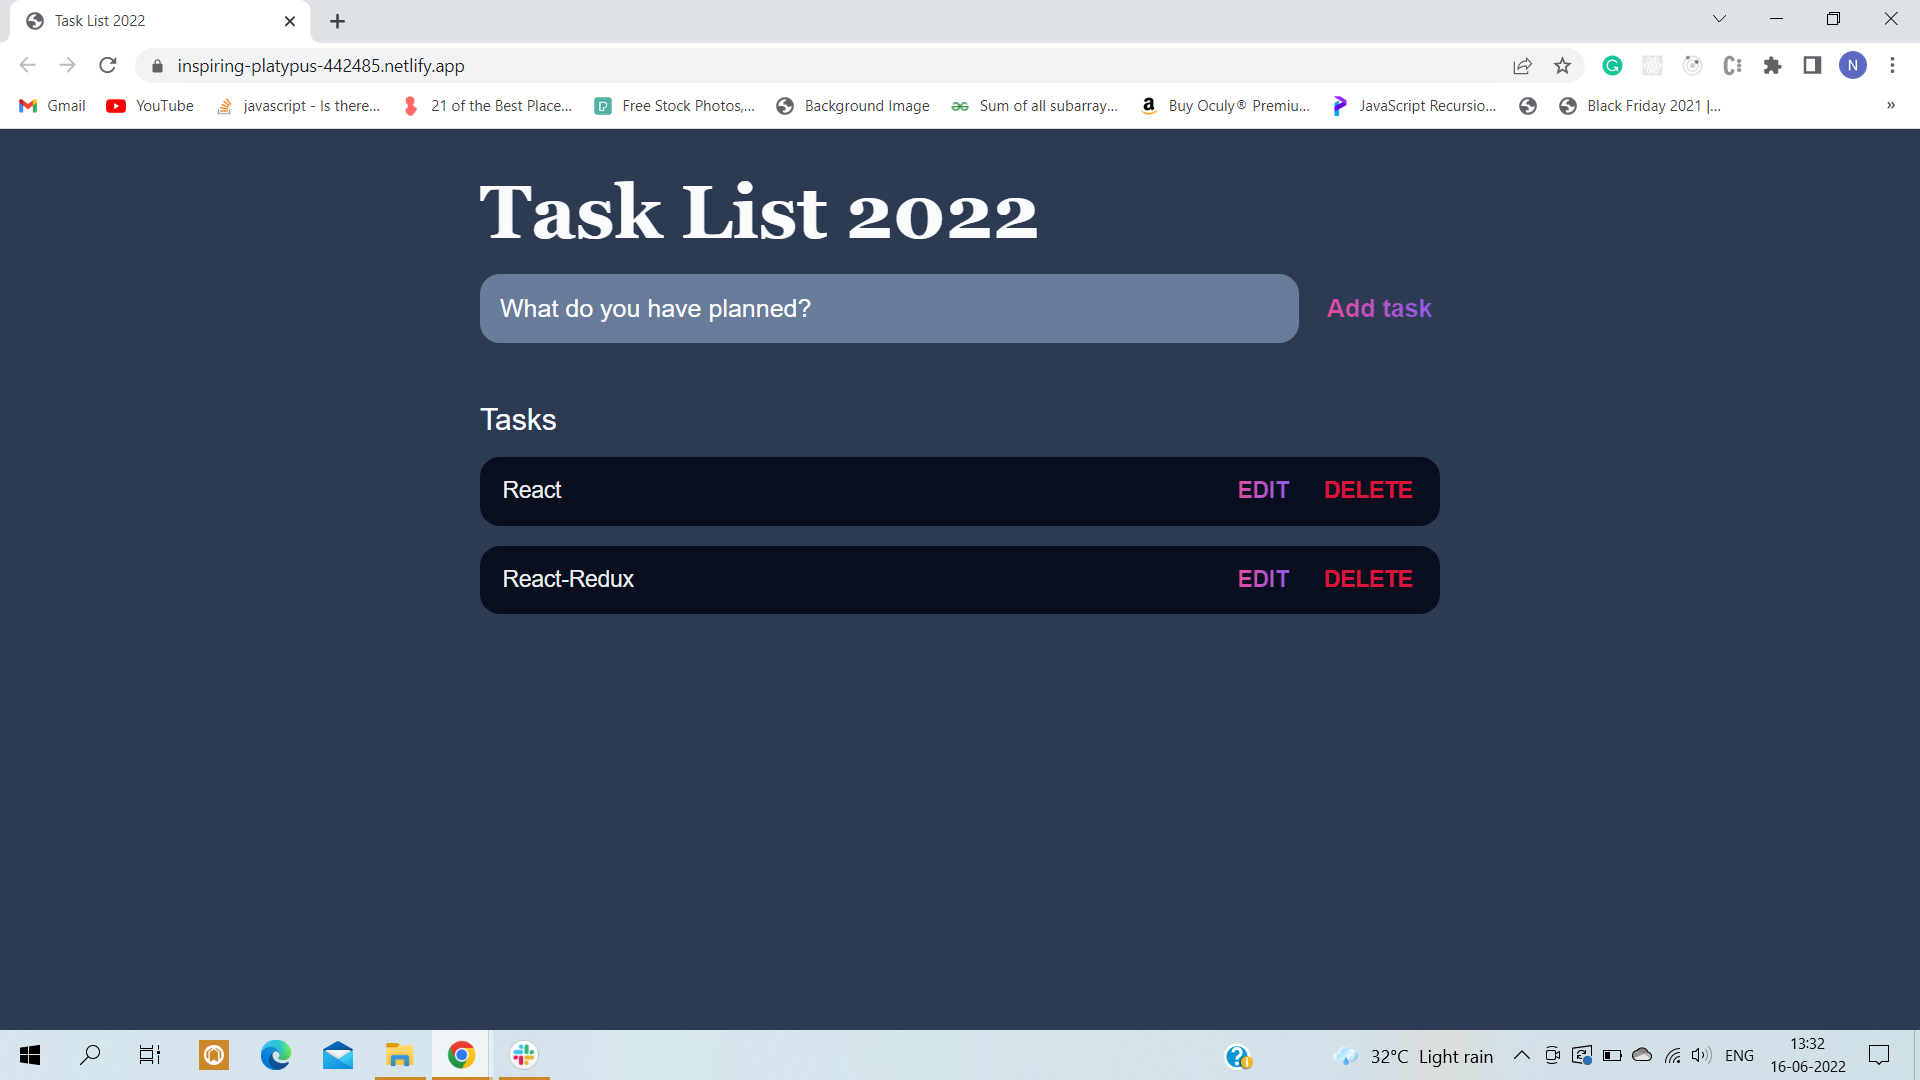 Task List 2022
inspiring-platypus-442485.netlify.app
N
Gmail YouTube javascript - Is there... 21 of the Best Place... Free Stock Photos,... Background Image Sum of all subarray... Buy Oculy® Premiu... JavaScript Recursio... Black Friday 2021 |... »
Task List 2022
What do you have planned? Add task
Tasks
React EDIT DELETE
React-Redux EDIT DELETE
32°C Light rain ENG
13:32
16-06-2022